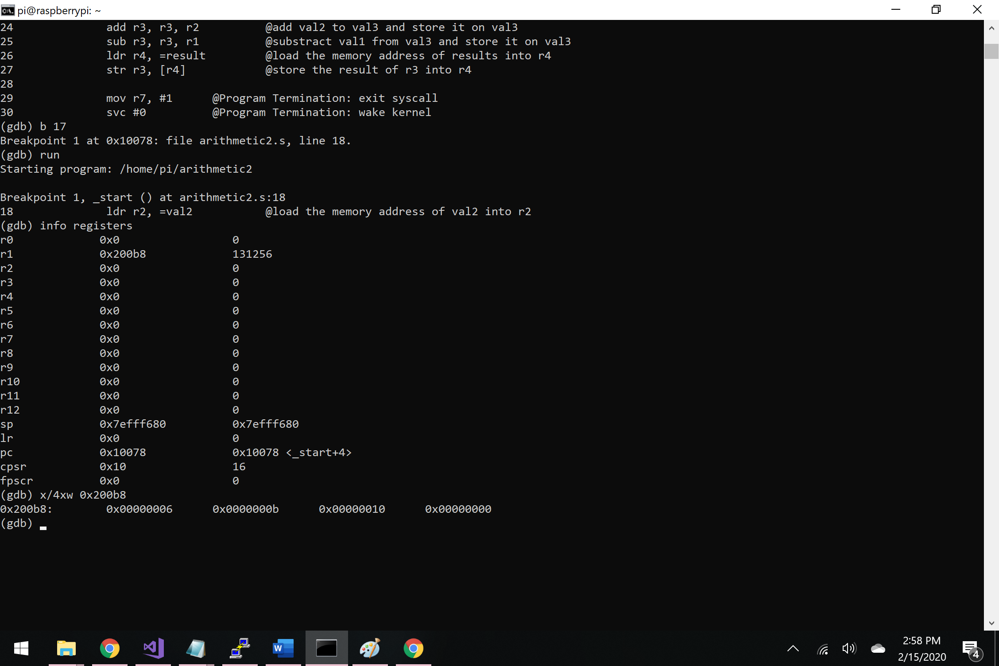 pi@raspberrypi: ~
24              add r3, r3, r2          @add val2 to val3 and store it on val3
25              sub r3, r3, r1          @substract val1 from val3 and store it on val3
26              ldr r4, =result         @load the memory address of results into r4
27              str r3, [r4]            @store the result of r3 into r4
28
29              mov r7, #1      @Program Termination: exit syscall
30              svc #0          @Program Termination: wake kernel
(gdb) b 17
Breakpoint 1 at 0x10078: file arithmetic2.s, line 18.
(gdb) run
Starting program: /home/pi/arithmetic2
Breakpoint 1, _start () at arithmetic2.s:18
18              ldr r2, =val2           @load the memory address of val2 into r2
(gdb) info registers
r0             0x0                 0
r1             0x200b8             131256
r2             0x0                 0
r3             0x0                 0
r4             0x0                 0
r5             0x0                 0
r6             0x0                 0
r7             0x0                 0
r8             0x0                 0
r9             0x0                 0
r10            0x0                 0
r11            0x0                 0
r12            0x0                 0
sp             0x7efff680          0x7efff680
lr             0x0                 0
pc             0x10078             0x10078 <_start+4>
cpsr           0x10                16
fpscr          0x0                 0
(gdb) x/4xw 0x200b8
0x200b8:        0x00000006      0x0000000b      0x00000010      0x00000000
(gdb)
2:58 PM
2/15/2020
4